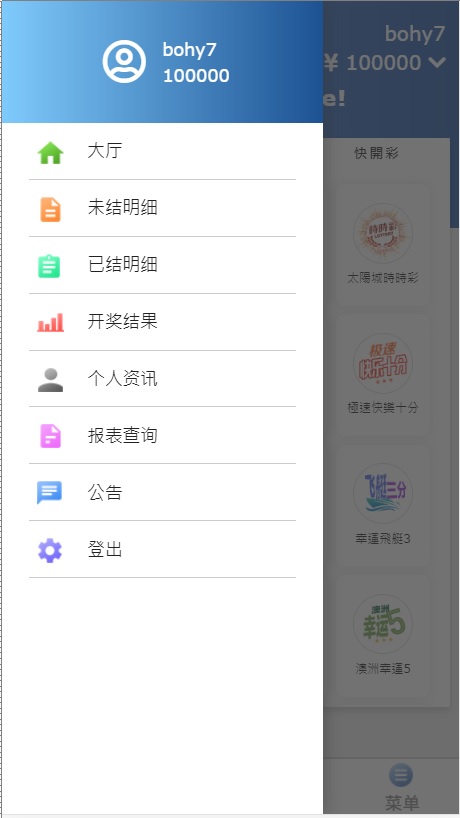 bohy7
100000
大厅
未结明细
已结明细
开奖结果
个人资讯
报表查询
公告
登出
bohy7
¥ 100000
e!
快開彩
時時彩
太陽城時時彩
极速
快乐十分
極速快樂十分
飞艇三分
幸運飛艇3
澳洲
幸运5
澳洲幸運5
菜单